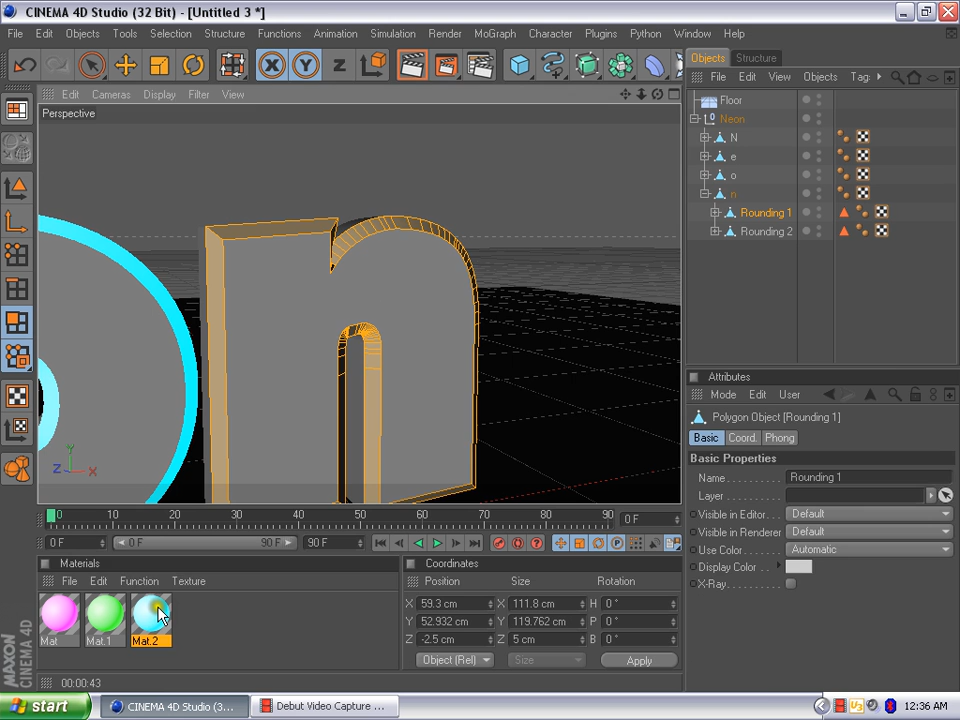 CINEMA 4D Studio (32 Bit) - [Untitled 3 *]
File Edit Objects Tools Selection Structure Functions Animation Simulation Render MoGraph Character Plugins Python Window Help
Objects Structure
File Edit View Objects Tag
Edit Cameras Display Filter View
Perspective
Floor
Neon
N
e
o
n
Rounding 1
Rounding 2
Attributes
Mode Edit User
Polygon Object [Rounding 1]
Basic Coord. Phong
Basic Properties
Name Rounding 1
Layer
Visible in Editor Default
Visible in Renderer Default
Use Color Automatic
Display Color
X-Ray
Y
Z X
0 10 20 30 40 50 60 70 80 90 0 F
0 F 0 F 90 F 90 F
Materials
File Edit Function Texture
Mat Mat.1 Mat.2
Coordinates
Position Size Rotation
X 59.3 cm X 111.8 cm H 0 °
Y 52.932 cm Y 119.762 cm P 0 °
Z -2.5 cm Z 5 cm B 0 °
Object (Rel) Size Apply
MAXON
CINEMA 4D
00:00:43
start CINEMA 4D Studio (3... Debut Video Capture ... 12:36 AM